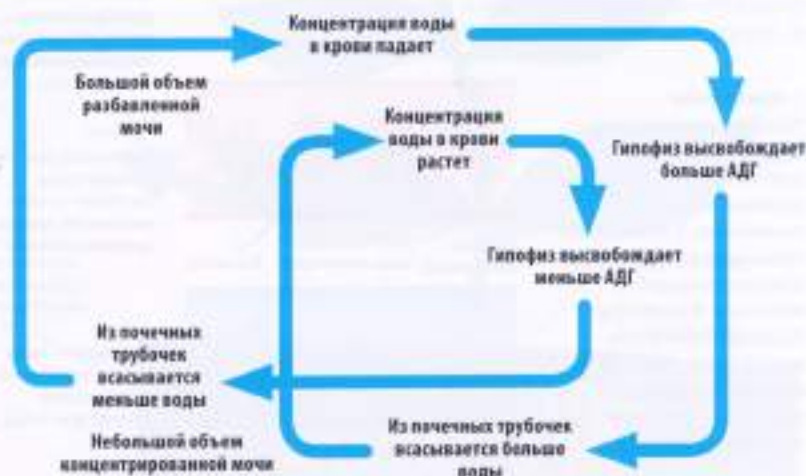 Концентрация воды
в крови падает
Большой объем
разбавленной
мочи
Концентрация
воды в крови
растет
Гипофиз высвобождает
больше АДГ
Гипофиз высвобождает
меньше АДГ
Из почечных
трубочек
всасывается
меньше воды
Из почечных трубочек
всасывается больше
воды
Небольшой объем
концентрированной мочи